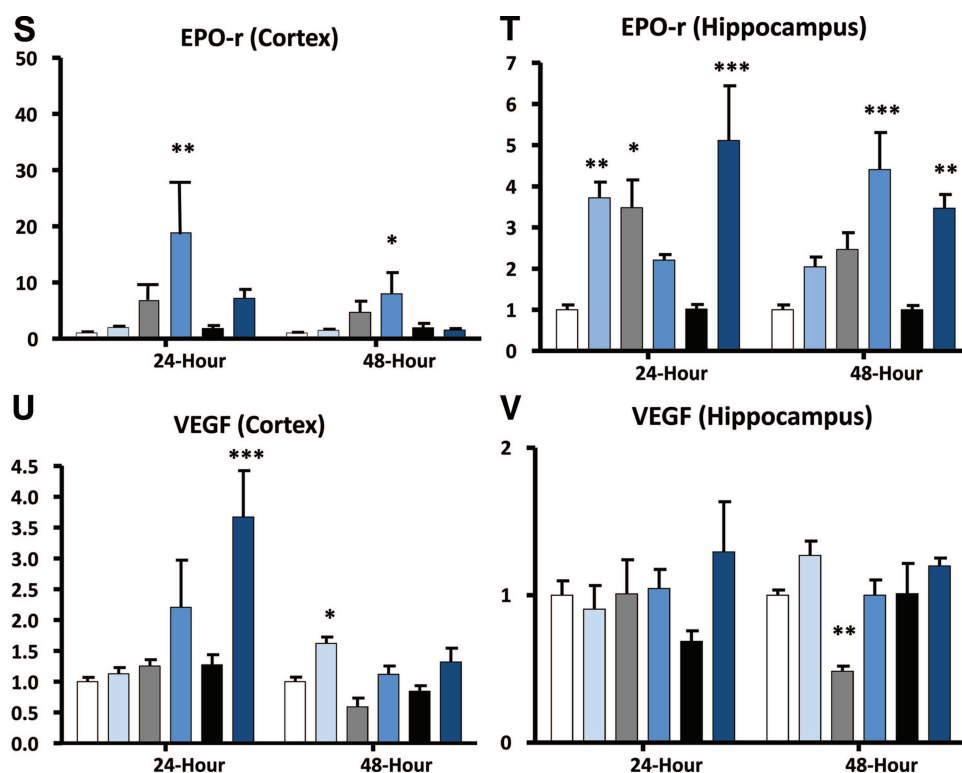 S
EPO-r (Cortex)
50
40
30
20
10
0
**
*
24-Hour
48-Hour
T
EPO-r (Hippocampus)
7
6
5
4
3
2
1
0
**
*
***
***
**
24-Hour
48-Hour
U
VEGF (Cortex)
4.5
4.0
3.5
3.0
2.5
2.0
1.5
1.0
0.5
0.0
***
*
24-Hour
48-Hour
V
VEGF (Hippocampus)
2
1
0
**
24-Hour
48-Hour